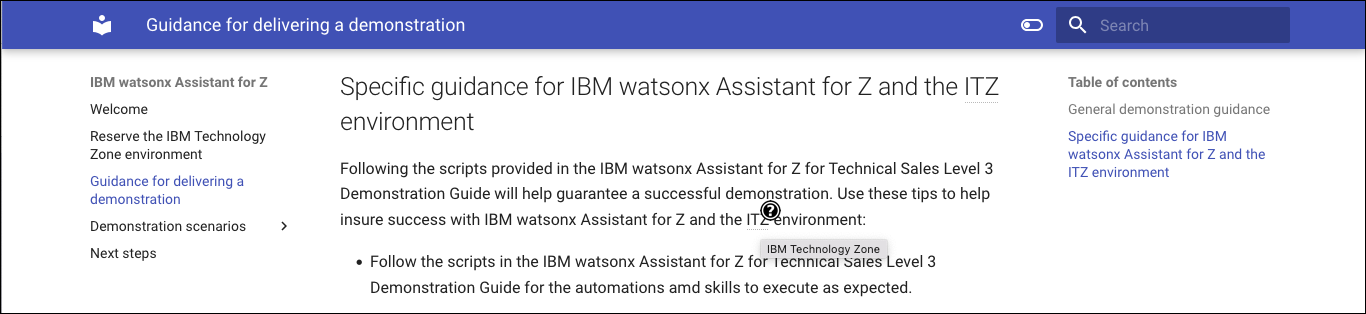 Guidance for delivering a demonstration
Search
IBM watsonx Assistant for Z
Welcome
Reserve the IBM Technology
Zone environment
Guidance for delivering a
demonstration
Demonstration scenarios
Next steps
Specific guidance for IBM watsonx Assistant for Z and the ITZ
environment
Following the scripts provided in the IBM watsonx Assistant for Z for Technical Sales Level 3
Demonstration Guide will help guarantee a successful demonstration. Use these tips to help
insure success with IBM watsonx Assistant for Z and the ITZ environment:
IBM Technology Zone
Follow the scripts in the IBM watsonx Assistant for Z for Technical Sales Level 3
Demonstration Guide for the automations amd skills to execute as expected.
Table of contents
General demonstration guidance
Specific guidance for IBM
watsonx Assistant for Z and the
ITZ environment